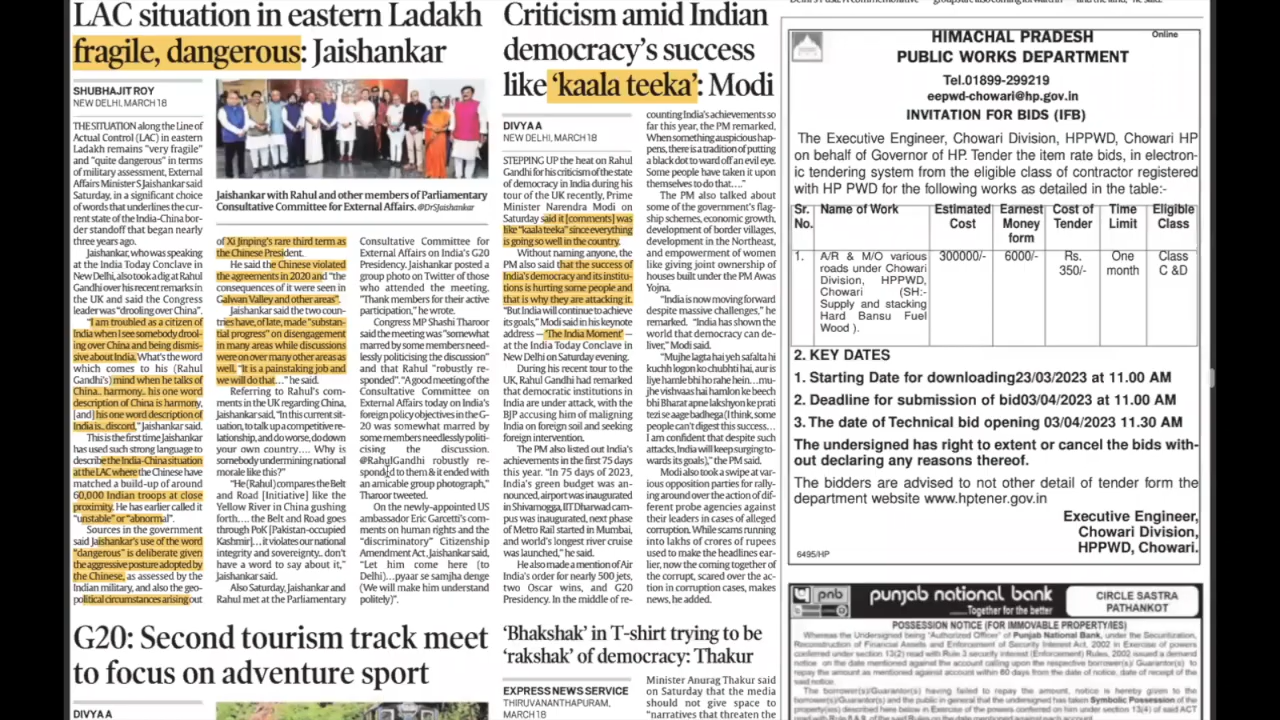 LAC situation in eastern Ladakh
fragile, dangerous: Jaishankar
SHUBHAJIT ROY
NEW DELHI, MARCH 18
THE SITUATION along the Line of
Actual Control (LAC) in eastern
Ladakh remains "very fragile"
and "quite dangerous" in terms
of military assessment, External
Affairs Minister S Jaishankar said
Saturday, in a significant choice
of words that underlines the cur-
rent state of the India-China bor-
der standoff that began nearly
three years ago.
Jaishankar, who was speaking
at the India Today Conclave in
New Delhi, also took a dig at Rahul
Gandhi over his recent remarks in
the UK and said the Congress
leader was "drooling over China".
"I am troubled as a citizen of
India when I see somebody drool-
ing over China and being dismis-
sive about India. What's the word
which comes to his (Rahul
Gandhi's) mind when he talks of
China.. harmony.. his one word
description of China is harmony,
[and] his one word description of
India is.. discord," Jaishankar said.
This is the first time Jaishankar
has used such strong language to
describe the India-China situation
at the LAC where the Chinese have
matched a build-up of around
60,000 Indian troops at close
proximity. He has earlier called it
"unstable" or "abnormal".
Sources in the government
said Jaishankar's use of the word
"dangerous" is deliberate given
the aggressive posture adopted by
the Chinese, as assessed by the
Indian military, and also the geo-
political circumstances arising out
Jaishankar with Rahul and other members of Parliamentary
Consultative Committee for External Affairs. @DrSJaishankar
of Xi Jinping's rare third term as
the Chinese President.
He said the Chinese violated
the agreements in 2020 and "the
consequences of it were seen in
Galwan Valley and other areas".
Jaishankar said the two coun-
tries have, of late, made "substan-
tial progress" on disengagement
in many areas while discussions
were on over many other areas as
well. "It is a painstaking job and
we will do that…" he said.
Referring to Rahul's com-
ments in the UK regarding China,
Jaishankar said, "In this current sit-
uation, to talk up a competitive re-
lationship, and do worse, do down
your own country…. Why is
somebody undermining national
morale like this?"
"He (Rahul) compares the Belt
and Road [Initiative] like the
Yellow River in China gushing
forth…. the Belt and Road goes
through PoK [Pakistan-occupied
Kashmir]… it violates our national
integrity and sovereignty.. don't
have a word to say about it,"
Jaishankar said.
Also Saturday, Jaishankar and
Rahul met at the Parliamentary
Consultative Committee for
External Affairs on India's G20
Presidency. Jaishankar posted a
group photo on Twitter of those
who attended the meeting.
"Thank members for their active
participation," he wrote.
Congress MP Shashi Tharoor
said the meeting was "somewhat
marred by some members need-
lessly politicising the discussion"
and that Rahul "robustly re-
sponded". "A good meeting of the
Consultative Committee on
External Affairs today on India's
foreign policy objectives in the G-
20 was somewhat marred by
some members needlessly politi-
cising the discussion.
@RahulGandhi robustly re-
sponded to them & it ended with
an amicable group photograph,"
Tharoor tweeted.
On the newly-appointed US
ambassador Eric Garcetti's com-
ments on human rights and the
"discriminatory" Citizenship
Amendment Act, Jaishankar said,
"Let him come here (to
Delhi)…pyaar se samjha denge
(We will make him understand
politely)".
G20: Second tourism track meet
to focus on adventure sport
DIVYA A
Criticism amid Indian
democracy's success
like 'kaala teeka': Modi
DIVYA A
NEW DELHI, MARCH 18
STEPPING UP the heat on Rahul
Gandhi for his criticism of the state
of democracy in India during his
tour of the UK recently, Prime
Minister Narendra Modi on
Saturday said it [comments] was
like "kaala teeka" since everything
is going so well in the country.
Without naming anyone, the
PM also said that the success of
India's democracy and its institu-
tions is hurting some people and
that is why they are attacking it.
"But India will continue to achieve
its goals," Modi said in his keynote
address — 'The India Moment' —
at the India Today Conclave in
New Delhi on Saturday evening.
During his recent tour to the
UK, Rahul Gandhi had remarked
that democratic institutions in
India are under attack, with the
BJP accusing him of maligning
India on foreign soil and seeking
foreign intervention.
The PM also listed out India's
achievements in the first 75 days
this year. "In 75 days of 2023,
India's green budget was an-
nounced, airport was inaugurated
in Shivamogga, IIT Dharwad cam-
pus was inaugurated, next phase
of Metro Rail started in Mumbai,
and world's longest river cruise
was launched," he said.
He also made a mention of Air
India's order for nearly 500 jets,
two Oscar wins, and G20
Presidency. In the middle of re-
counting India's achievements so
far this year, the PM remarked,
When something auspicious hap-
pens, there is a tradition of putting
a black dot to ward off an evil eye.
Some people have taken it upon
themselves to do that…."
The PM also talked about
some of the government's flag-
ship schemes, economic growth,
development of border villages,
development in the Northeast,
and empowerment of women
like giving joint ownership of
houses built under the PM Awas
Yojna.
"India is now moving forward
despite massive challenges," he
remarked. "India has shown the
world that democracy can de-
liver," Modi said.
"Mujhe lagta hai yeh safalta hi
kuchh logon ko chubhti hai, aur is
liye hamle bhi ho rahe hein…mu-
jhe vishwaas hai hamlon ke beech
bhi Bharat apne lakshyon ke prati
tezi se aage badhega (I think, some
people can't digest this success…
I am confident that despite such
attacks, India will keep surging to-
wards its goals)," the PM said.
Modi also took a swipe at var-
ious opposition parties for rally-
ing around over the action of dif-
ferent probe agencies against
their leaders in cases of alleged
corruption. While scams running
into lakhs of crores of rupees
used to make the headlines ear-
lier, now the coming together of
the corrupt, scared over the ac-
tion in corruption cases, makes
news, he added.
'Bhakshak' in T-shirt trying to be
'rakshak' of democracy: Thakur
EXPRESS NEWS SERVICE
THIRUVANANTHAPURAM,
MARCH 18
Minister Anurag Thakur said
on Saturday that the media
should not give space to
"narratives that threaten the
HIMACHAL PRADESH
Online
PUBLIC WORKS DEPARTMENT
Tel.01899-299219
eepwd-chowari@hp.gov.in
INVITATION FOR BIDS (IFB)
The Executive Engineer, Chowari Division, HPPWD, Chowari HP
on behalf of Governor of HP. Tender the item rate bids, in electron-
ic tendering system from the eligible class of contractor registered
with HP PWD for the following works as detailed in the table:-
Sr. No. Name of Work Estimated Cost Earnest Money form Cost of Tender Time Limit Eligible Class
1. A/R & M/O various roads under Chowari Division, HPPWD, Chowari (SH:- Supply and stacking Hard Bansu Fuel Wood ). 300000/- 6000/- Rs. 350/- One month Class C &D
2. KEY DATES
1. Starting Date for downloading23/03/2023 at 11.00 AM
2. Deadline for submission of bid03/04/2023 at 11.00 AM
3. The date of Technical bid opening 03/04/2023 11.30 AM
The undersigned has right to extent or cancel the bids with-
out declaring any reasons thereof.
The bidders are advised to not other detail of tender form the
department website www.hptener.gov.in
Executive Engineer,
Chowari Division,
HPPWD, Chowari.
6495/HP
pnb punjab national bank
...Together for the better
CIRCLE SASTRA
PATHANKOT
POSSESSION NOTICE (FOR IMMOVABLE PROPERTY/IES)